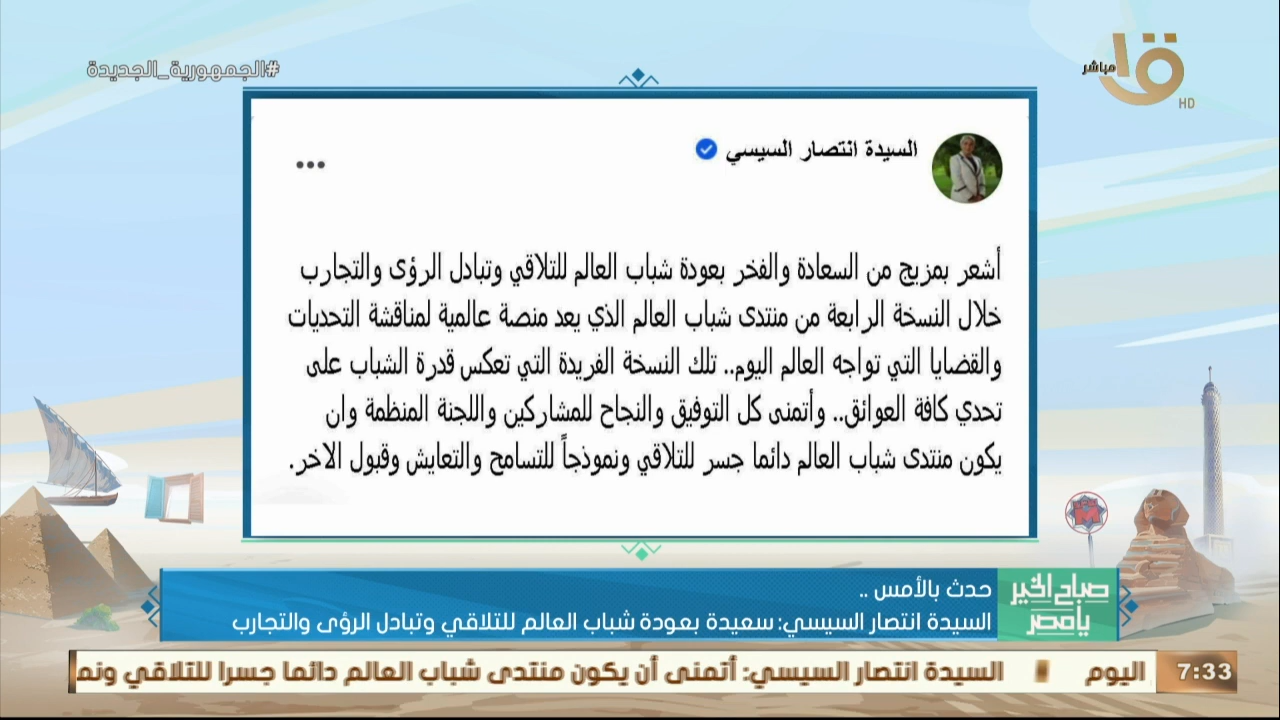 #الجمهورية_الجديدة
مباشر
HD
السيدة انتصار السيسي
أشعر بمزيج من السعادة والفخر بعودة شباب العالم للتلاقي وتبادل الرؤى والتجارب
خلال النسخة الرابعة من منتدى شباب العالم الذي يعد منصة عالمية لمناقشة التحديات
والقضايا التي تواجه العالم اليوم.. تلك النسخة الفريدة التي تعكس قدرة الشباب على
تحدي كافة العوائق.. وأتمنى كل التوفيق والنجاح للمشاركين واللجنة المنظمة وان
يكون منتدى شباب العالم دائما جسر للتلاقي ونموذجاً للتسامح والتعايش وقبول الاخر.
صباح الخير
يا مصر
حدث بالأمس ..
السيدة انتصار السيسي: سعيدة بعودة شباب العالم للتلاقي وتبادل الرؤى والتجارب
7:33 اليوم السيدة انتصار السيسي: أتمنى أن يكون منتدى شباب العالم دائما جسرا للتلاقي ونم